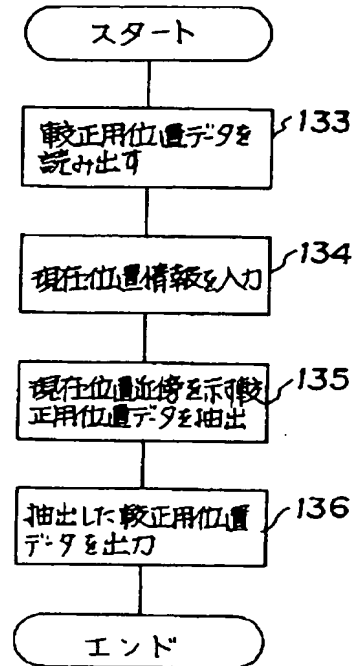 スタート
較正用位置データを
読み出す
133
現在位置情報を入力
134
現在位置近傍を示す較
正用位置データを抽出
135
抽出した較正用位置
データを出力
136
エンド